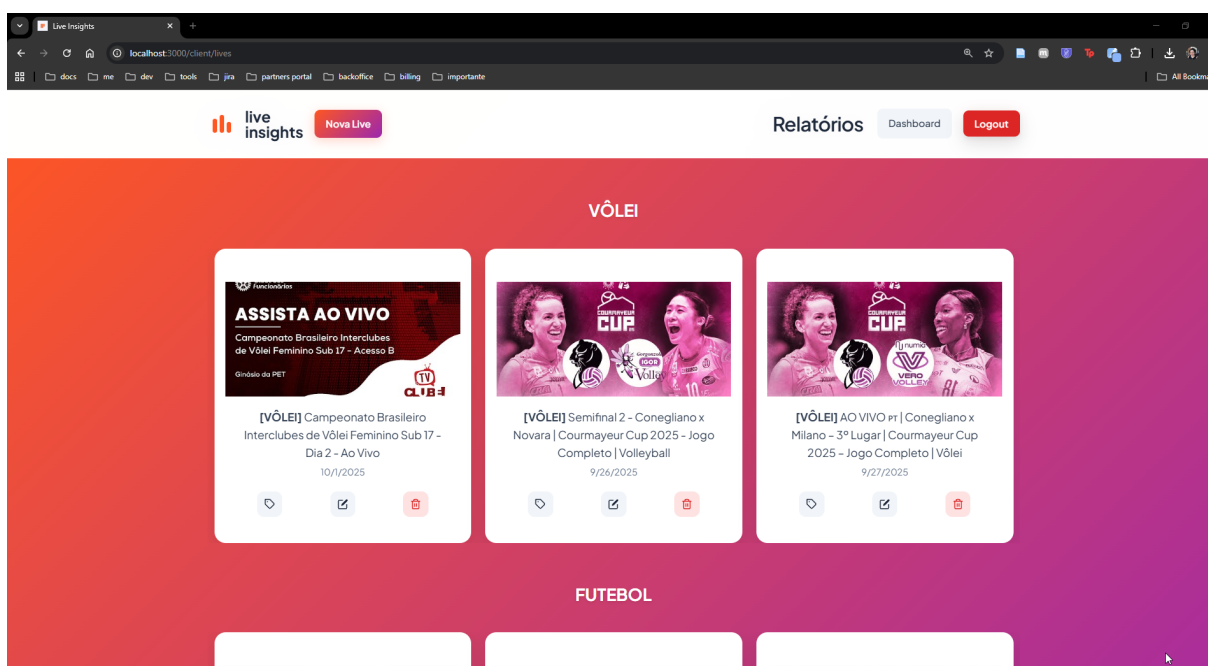 Live Insights
localhost:3000/client/lives
docs me dev tools jira partners portal backoffice billing importante
All Bookma
live
insights
Nova Live
Relatórios
Dashboard
Logout
VÔLEI
Funcionários
ASSISTA AO VIVO
Campeonato Brasileiro Interclubes
de Vôlei Feminino Sub 17 - Acesso B
Ginásio da PET
TV
CLUBE
[VÔLEI] Campeonato Brasileiro
Interclubes de Vôlei Feminino Sub 17 -
Dia 2 - Ao Vivo
10/1/2025
COURMAYEUR
CUP
IGOR
Volley
[VÔLEI] Semifinal 2 - Conegliano x
Novara | Courmayeur Cup 2025 - Jogo
Completo | Volleyball
9/26/2025
COURMAYEUR
CUP
numia
VERO
VOLLEY
[VÔLEI] AO VIVO PT | Conegliano x
Milano – 3º Lugar | Courmayeur Cup
2025 – Jogo Completo | Vôlei
9/27/2025
FUTEBOL